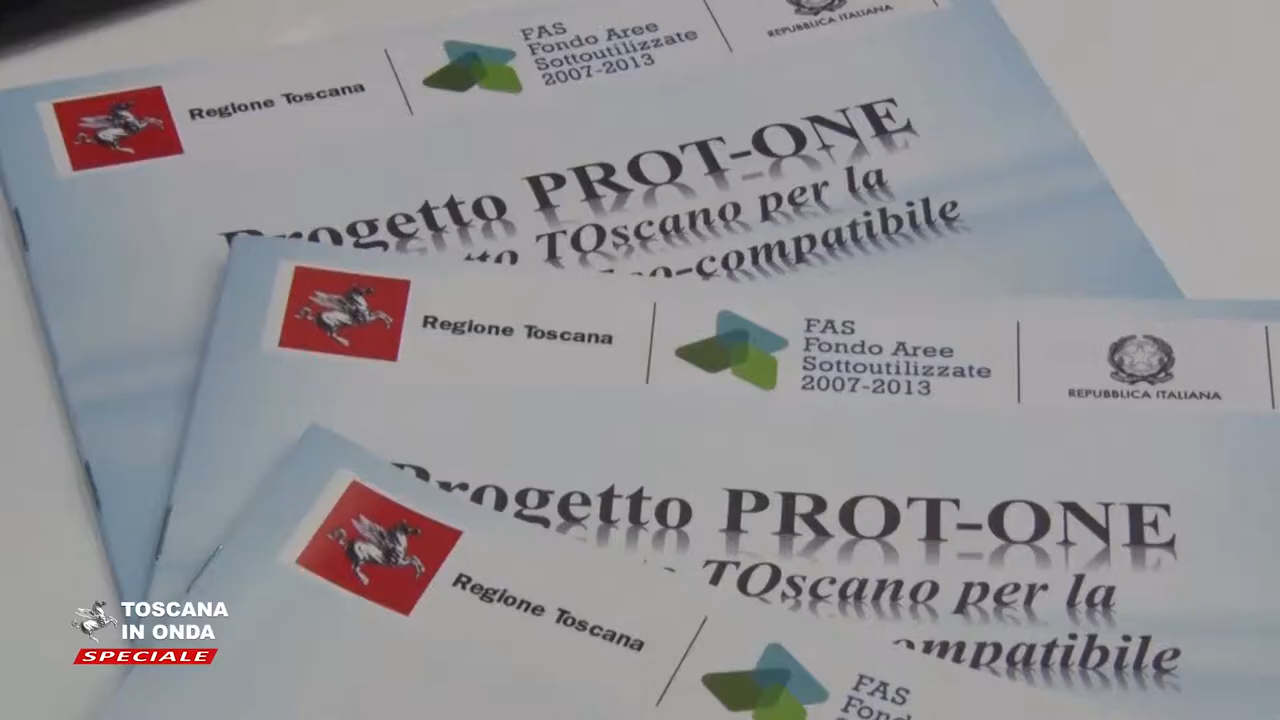 Regione Toscana
FAS
Fondo Aree
Sottoutilizzate
2007-2013
REPUBBLICA ITALIANA
Progetto PROT-ONE
TOscano per la
eo-compatibile
Regione Toscana
FAS
Fondo Aree
Sottoutilizzate
2007-2013
REPUBBLICA ITALIANA
Progetto PROT-ONE
TOscano per la
ompatibile
Regione Toscana
FAS
TOSCANA
IN ONDA
SPECIALE